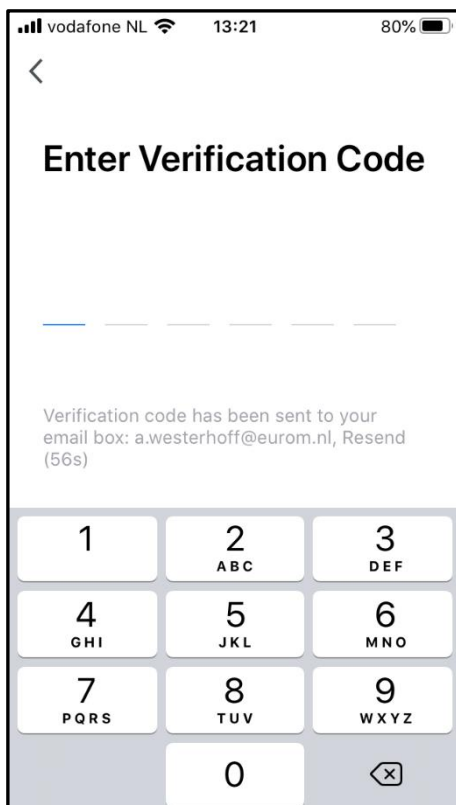 vodafone NL 13:21 80%
Enter Verification Code
Verification code has been sent to your
email box: a.westerhoff@eurom.nl, Resend
(56s)
1 2 3
ABC DEF
4 5 6
GHI JKL MNO
7 8 9
PQRS TUV WXYZ
0